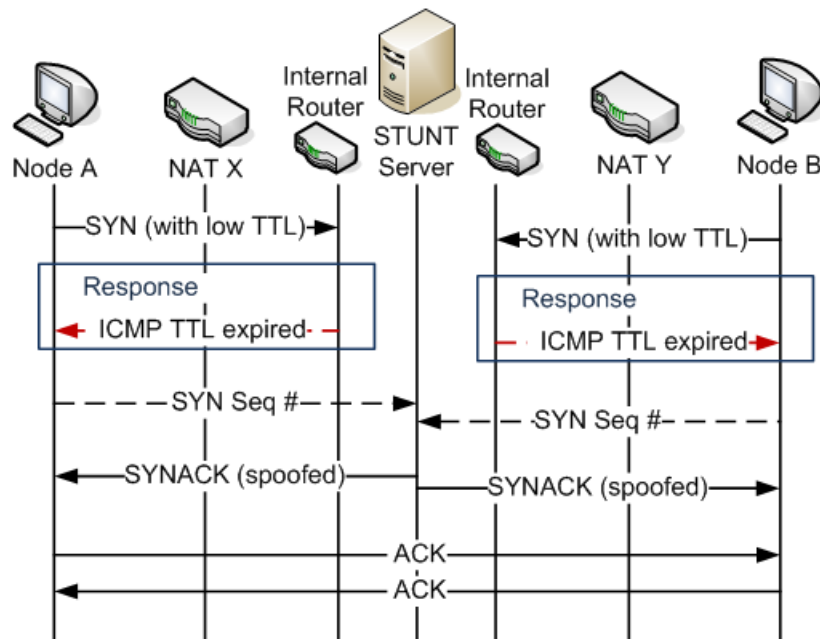 Internal
Router
Internal
Router
Node A
NAT X
STUNT
Server
NAT Y
Node B
SYN (with low TTL)
SYN (with low TTL)
Response
Response
ICMP TTL expired
ICMP TTL expired
SYN Seq #
SYN Seq #
SYNACK (spoofed)
SYNACK (spoofed)
ACK
ACK